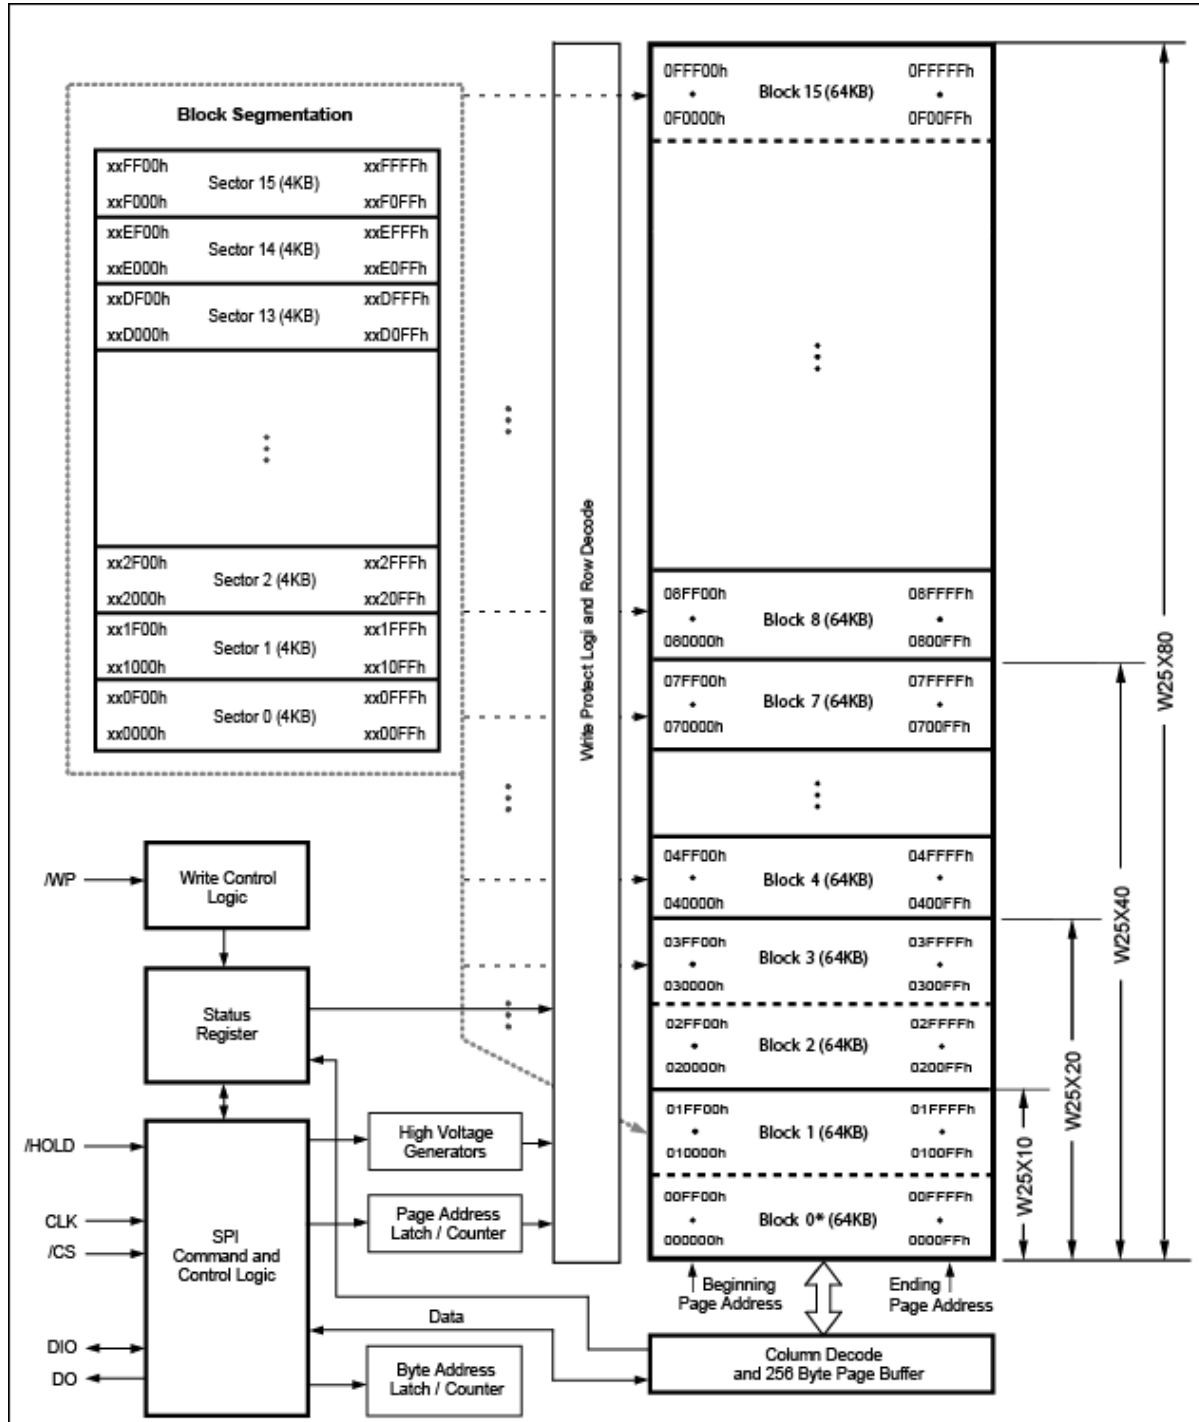 Block Segmentation
xxFF00h xxFFFFh
Sector 15 (4KB)
xxF000h xxF0FFh
xxEF00h xxEFFFh
Sector 14 (4KB)
xxE000h xxE0FFh
xxDF00h xxDFFFh
Sector 13 (4KB)
xxD000h xxD0FFh
xx2F00h xx2FFFh
Sector 2 (4KB)
xx2000h xx20FFh
xx1F00h xx1FFFh
Sector 1 (4KB)
xx1000h xx10FFh
xx0F00h xx0FFFh
Sector 0 (4KB)
xx0000h xx00FFh
Write Protect Logi and Row Decode
0FFF00h 0FFFFFh
Block 15 (64KB)
0F0000h 0F00FFh
08FF00h 08FFFFh
Block 8 (64KB)
080000h 0800FFh
07FF00h 07FFFFh
Block 7 (64KB)
070000h 0700FFh
04FF00h 04FFFFh
Block 4 (64KB)
040000h 0400FFh
03FF00h 03FFFFh
Block 3 (64KB)
030000h 0300FFh
02FF00h 02FFFFh
Block 2 (64KB)
020000h 0200FFh
01FF00h 01FFFFh
Block 1 (64KB)
010000h 0100FFh
00FF00h 00FFFFh
Block 0* (64KB)
000000h 0000FFh
W25X10
W25X20
W25X40
W25X80
Beginning
Page Address
Ending
Page Address
/WP
Write Control
Logic
Status
Register
/HOLD
CLK
/CS
DIO
DO
SPI
Command and
Control Logic
High Voltage
Generators
Page Address
Latch / Counter
Data
Byte Address
Latch / Counter
Column Decode
and 256 Byte Page Buffer